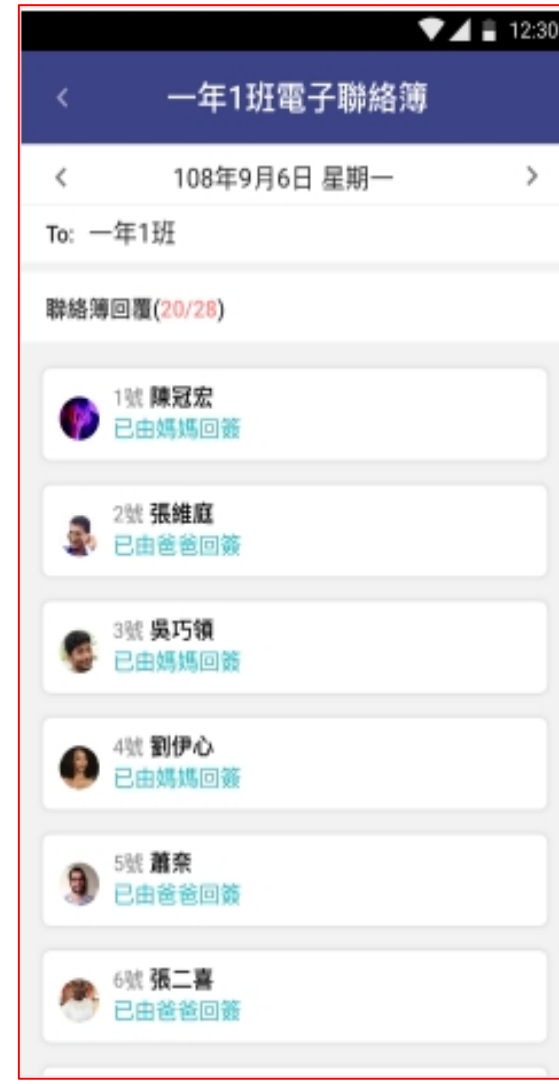 12:30
一年1班電子聯絡簿
108年9月6日 星期一
To: 一年1班
聯絡簿回覆(20/28)
1號 陳冠宏
已由媽媽回簽
2號 張維庭
已由爸爸回簽
3號 吳巧領
已由媽媽回簽
4號 劉伊心
已由媽媽回簽
5號 蕭奈
已由爸爸回簽
6號 張二喜
已由爸爸回簽